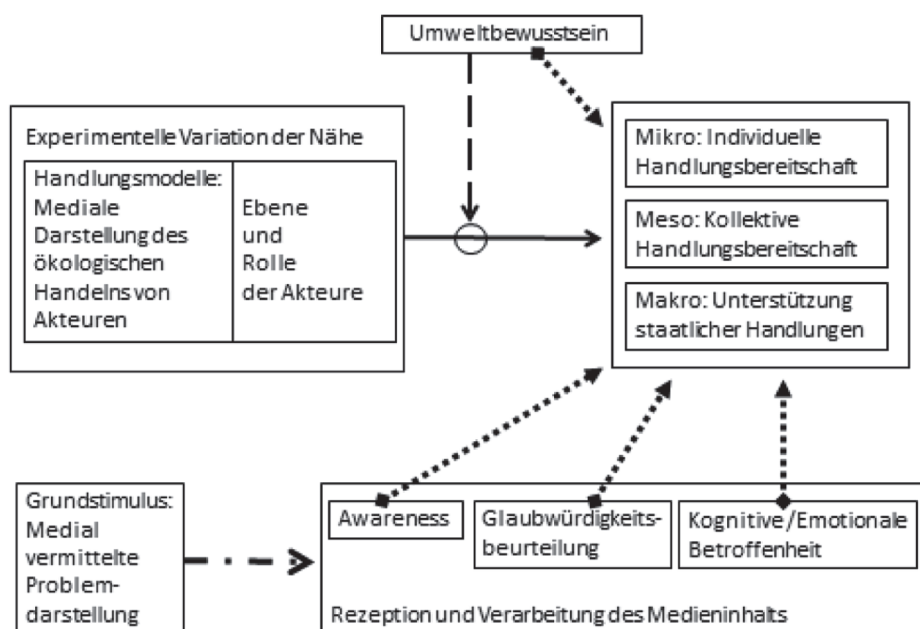 Umweltbewusstsein
Experimentelle Variation der Nähe
Handlungsmodelle:
Mediale
Darstellung des
ökologischen
Handelns von
Akteuren
Ebene
und
Rolle
der Akteure
Mikro: Individuelle
Handlungsbereitschaft
Meso: Kollektive
Handlungsbereitschaft
Makro: Unterstützung
staatlicher Handlungen
Grundstimulus:
Medial
vermittelte
Problem-
darstellung
Awareness
Glaubwürdigkeits-
beurteilung
Kognitive/Emotionale
Betroffenheit
Rezeption und Verarbeitung des Medieninhalts